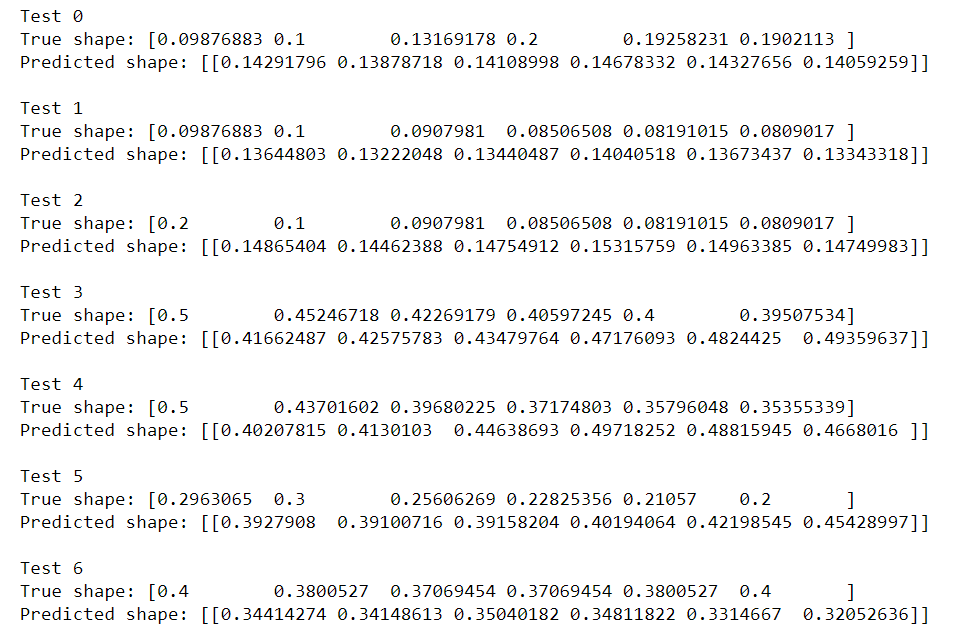 Test 0
True shape: [0.09876883 0.1        0.13169178 0.2        0.19258231 0.1902113 ]
Predicted shape: [[0.14291796 0.13878718 0.14108998 0.14678332 0.14327656 0.14059259]]
Test 1
True shape: [0.09876883 0.1        0.0907981  0.08506508 0.08191015 0.0809017 ]
Predicted shape: [[0.13644803 0.13222048 0.13440487 0.14040518 0.13673437 0.13343318]]
Test 2
True shape: [0.2        0.1        0.0907981  0.08506508 0.08191015 0.0809017 ]
Predicted shape: [[0.14865404 0.14462388 0.14754912 0.15315759 0.14963385 0.14749983]]
Test 3
True shape: [0.5        0.45246718 0.42269179 0.40597245 0.4        0.39507534]
Predicted shape: [[0.41662487 0.42575783 0.43479764 0.47176093 0.4824425  0.49359637]]
Test 4
True shape: [0.5        0.43701602 0.39680225 0.37174803 0.35796048 0.35355339]
Predicted shape: [[0.40207815 0.4130103  0.44638693 0.49718252 0.48815945 0.4668016 ]]
Test 5
True shape: [0.2963065  0.3        0.25606269 0.22825356 0.21057    0.2       ]
Predicted shape: [[0.3927908  0.39100716 0.39158204 0.40194064 0.42198545 0.45428997]]
Test 6
True shape: [0.4        0.3800527  0.37069454 0.37069454 0.3800527  0.4       ]
Predicted shape: [[0.34414274 0.34148613 0.35040182 0.34811822 0.3314667  0.32052636]]